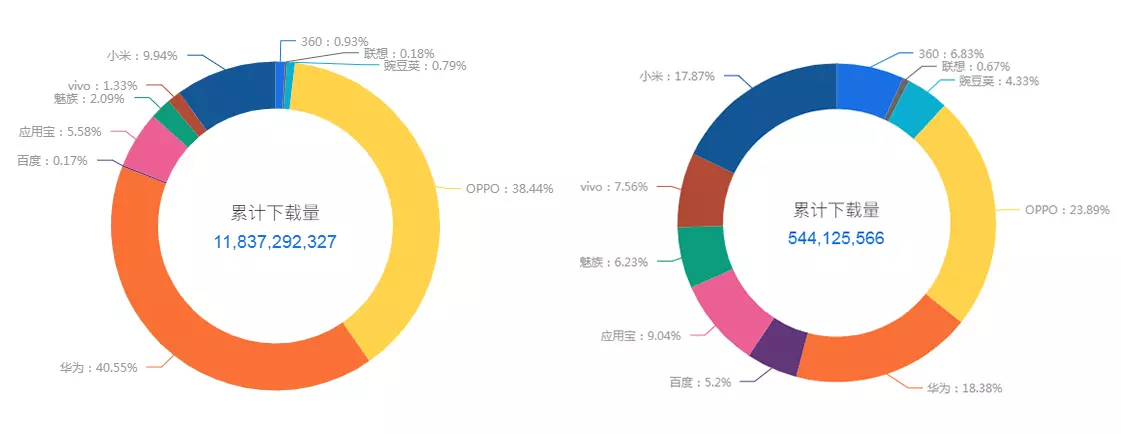 360：0.93%
联想：0.18%
豌豆荚：0.79%
小米：9.94%
vivo：1.33%
魅族：2.09%
应用宝：5.58%
百度：0.17%
OPPO：38.44%
华为：40.55%
累计下载量
11,837,292,327
360：6.83%
联想：0.67%
豌豆荚：4.33%
小米：17.87%
vivo：7.56%
OPPO：23.89%
魅族：6.23%
应用宝：9.04%
百度：5.2%
华为：18.38%
累计下载量
544,125,566